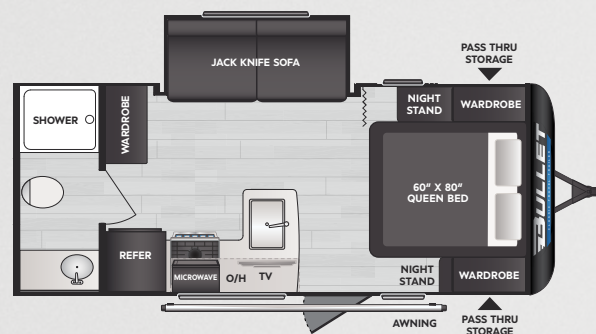 PASS THRU
STORAGE
JACK KNIFE SOFA
SHOWER
WARDROBE
NIGHT
STAND
WARDROBE
60" X 80"
QUEEN BED
BULLET
REFER
MICROWAVE
O/H
TV
NIGHT
STAND
WARDROBE
AWNING
PASS THRU
STORAGE